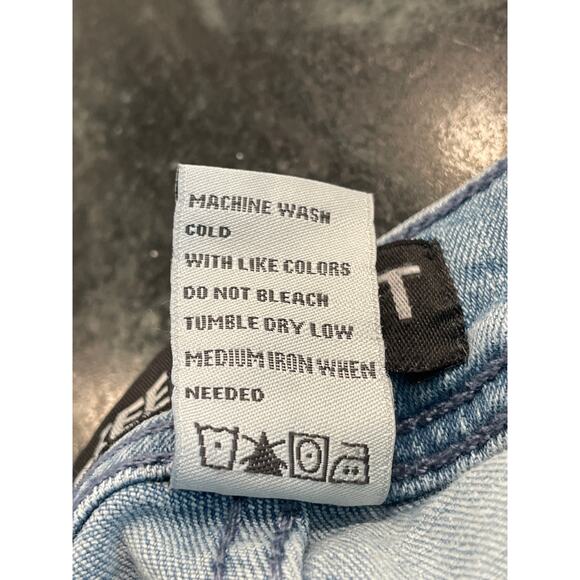 MACHINE WASH
COLD
WITH LIKE COLORS
DO NOT BLEACH
TUMBLE DRY LOW
MEDIUM IRON WHEN
NEEDED
T